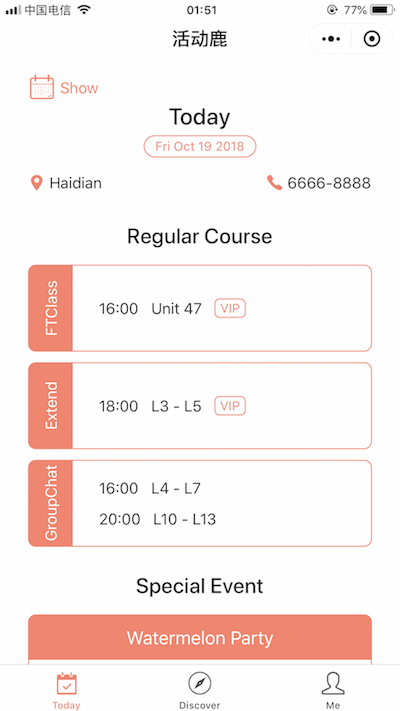 中国电信 01:51 77%
活动鹿
Show
Today
Fri Oct 19 2018
Haidian 6666-8888
Regular Course
FTClass
16:00 Unit 47 VIP
Extend
18:00 L3 - L5 VIP
GroupChat
16:00 L4 - L7
20:00 L10 - L13
Special Event
Watermelon Party
Today Discover Me